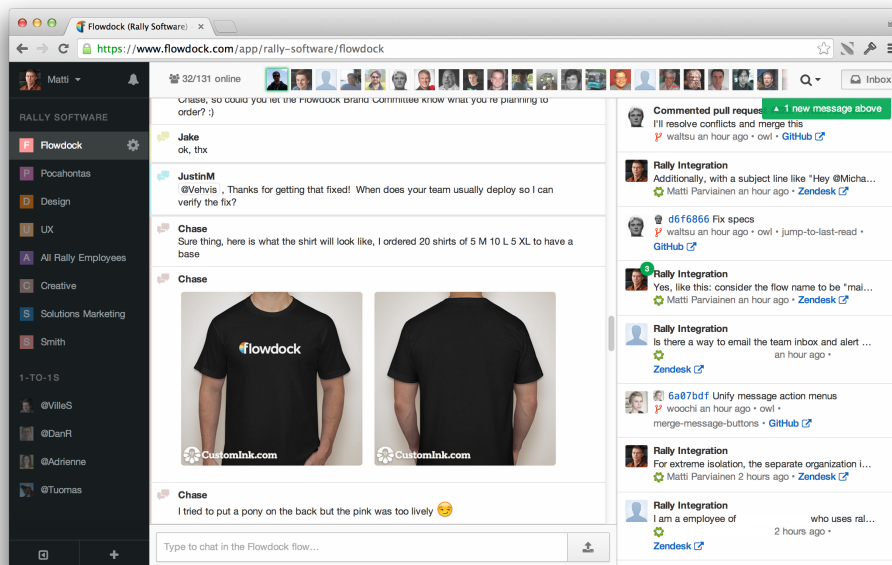 Flowdock (Rally Software) -
https://www.flowdock.com/app/rally-software/flowdock
Matti
32/131 online
Inbox
RALLY SOFTWARE
F Flowdock
P Pocahontas
D Design
U UX
A All Rally Employees
C Creative
S Solutions Marketing
S Smith
1-TO-1S
@VilleS
@DanR
@Adrienne
@Tuomas
Chase, so could you let the Flowdock Brand Committee know what you're planning to
order? :)
Jake
ok, thx
JustinM
@Vehvis , Thanks for getting that fixed! When does your team usually deploy so I can
verify the fix?
Chase
Sure thing, here is what the shirt will look like, I ordered 20 shirts of 5 M 10 L 5 XL to have a
base
Chase
flowdock
CustomInk.com
CustomInk.com
Chase
I tried to put a pony on the back but the pink was too lively
Type to chat in the Flowdock flow...
1 new message above
Commented pull reques
I'll resolve conflicts and merge this
waltsu an hour ago • owl • GitHub
Rally Integration
Additionally, with a subject line like "Hey @Micha...
Matti Parviainen an hour ago • Zendesk
d6f6866 Fix specs
waltsu an hour ago • owl • jump-to-last-read •
GitHub
3
Rally Integration
Yes, like this: consider the flow name to be "mai...
Matti Parviainen an hour ago • Zendesk
Rally Integration
Is there a way to email the team inbox and alert ...
an hour ago •
Zendesk
6a07bdf Unify message action menus
woochi an hour ago • owl •
merge-message-buttons • GitHub
Rally Integration
For extreme isolation, the separate organization i...
Matti Parviainen 2 hours ago • Zendesk
Rally Integration
I am a employee of who uses ral...
2 hours ago •
Zendesk